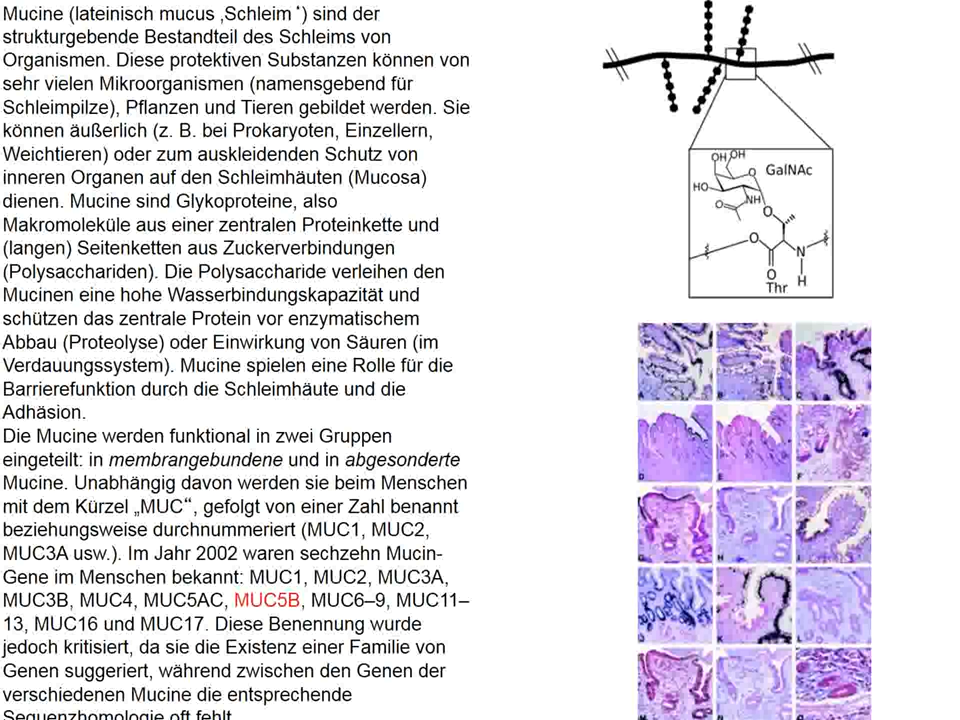 Mucine (lateinisch mucus ‚Schleim‘) sind der
strukturgebende Bestandteil des Schleims von
Organismen. Diese protektiven Substanzen können von
sehr vielen Mikroorganismen (namensgebend für
Schleimpilze), Pflanzen und Tieren gebildet werden. Sie
können äußerlich (z. B. bei Prokaryoten, Einzellern,
Weichtieren) oder zum auskleidenden Schutz von
inneren Organen auf den Schleimhäuten (Mucosa)
dienen. Mucine sind Glykoproteine, also
Makromoleküle aus einer zentralen Proteinkette und
(langen) Seitenketten aus Zuckerverbindungen
(Polysacchariden). Die Polysaccharide verleihen den
Mucinen eine hohe Wasserbindungskapazität und
schützen das zentrale Protein vor enzymatischem
Abbau (Proteolyse) oder Einwirkung von Säuren (im
Verdauungssystem). Mucine spielen eine Rolle für die
Barrierefunktion durch die Schleimhäute und die
Adhäsion.
Die Mucine werden funktional in zwei Gruppen
eingeteilt: in membrangebundene und in abgesonderte
Mucine. Unabhängig davon werden sie beim Menschen
mit dem Kürzel „MUC“, gefolgt von einer Zahl benannt
beziehungsweise durchnummeriert (MUC1, MUC2,
MUC3A usw.). Im Jahr 2002 waren sechzehn Mucin-
Gene im Menschen bekannt: MUC1, MUC2, MUC3A,
MUC3B, MUC4, MUC5AC, MUC5B, MUC6–9, MUC11–
13, MUC16 und MUC17. Diese Benennung wurde
jedoch kritisiert, da sie die Existenz einer Familie von
Genen suggeriert, während zwischen den Genen der
verschiedenen Mucine die entsprechende
Sequenzhomologie oft fehlt
OH OH
O GalNAc
HO
NH
O
O
O N
O H
Thr